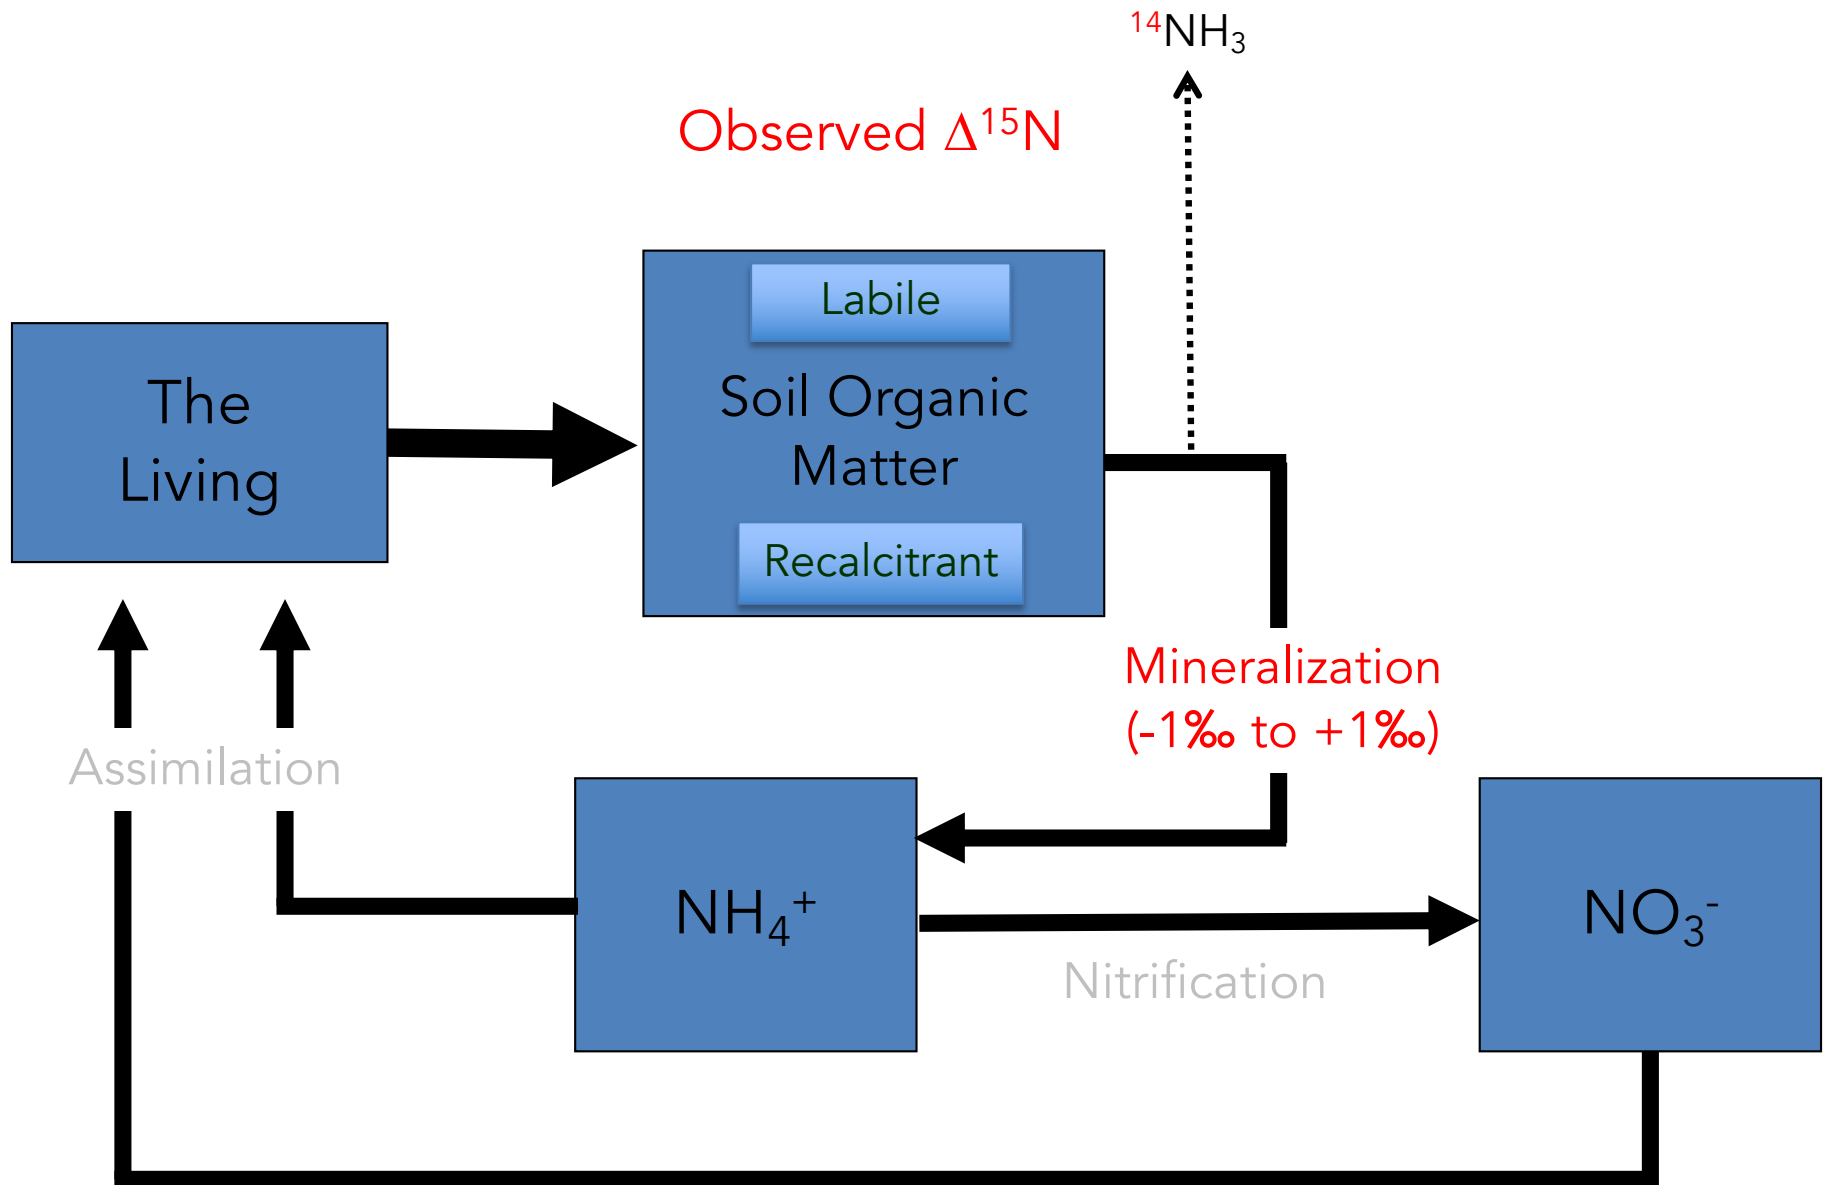 ¹⁴NH₃
Observed Δ¹⁵N
Labile
The
Living
Soil Organic
Matter
Recalcitrant
Mineralization
(-1‰ to +1‰)
Assimilation
NH₄⁺
NO₃⁻
Nitrification